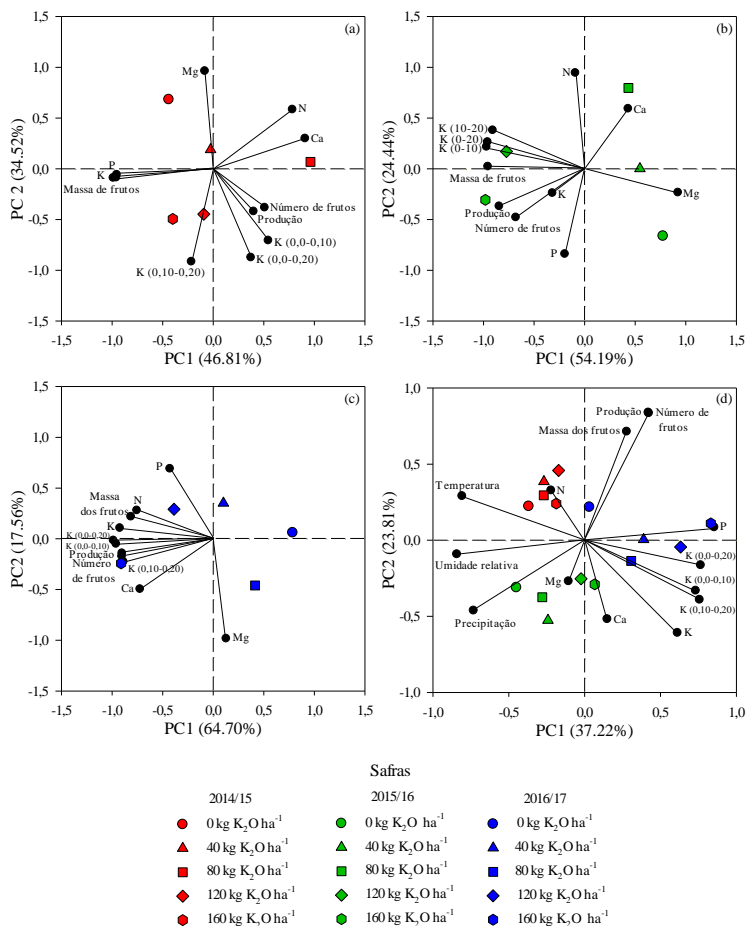 (a)
1,5
1,0
0,5
0,0
-0,5
-1,0
-1,5
PC 2 (34.52%)
Mg
N
Ca
P
K
Massa de frutos
Número de frutos
Produção
K (0,0-0,10)
K (0,0-0,20)
K (0,10-0,20)
-1,5 -1,0 -0,5 0,0 0,5 1,0 1,5
PC1 (46.81%)
(b)
1,5
1,0
0,5
0,0
-0,5
-1,0
-1,5
PC2 (24.44%)
N
Ca
K (10-20)
K (0-20)
K (0-10)
Massa de frutos
K
Mg
Produção
Número de frutos
P
-1,5 -1,0 -0,5 0,0 0,5 1,0 1,5
PC1 (54.19%)
(c)
1,5
1,0
0,5
0,0
-0,5
-1,0
-1,5
PC2 (17.56%)
P
Massa
dos frutos
N
K
K (0,0-0,20)
K (0,0-0,10)
Produção
Número
de frutos
K (0,10-0,20)
Ca
Mg
-1,5 -1,0 -0,5 0,0 0,5 1,0 1,5
PC1 (64.70%)
(d)
1,0
0,5
0,0
-0,5
-1,0
PC2 (23.81%)
Produção
Número de
frutos
Massa dos frutos
Temperatura
N
P
Umidade relativa
K (0,0-0,20)
K (0,0-0,10)
K (0,10-0,20)
Mg
Precipitação
Ca
K
-1,0 -0,5 0,0 0,5 1,0
PC1 (37.22%)
Safras
2014/15 2015/16 2016/17
0 kg K2O ha-1 0 kg K2O ha-1 0 kg K2O ha-1
40 kg K2O ha-1 40 kg K2O ha-1 40 kg K2O ha-1
80 kg K2O ha-1 80 kg K2O ha-1 80 kg K2O ha-1
120 kg K2O ha-1 120 kg K2O ha-1 120 kg K2O ha-1
160 kg K2O ha-1 160 kg K2O ha-1 160 kg K2O ha-1